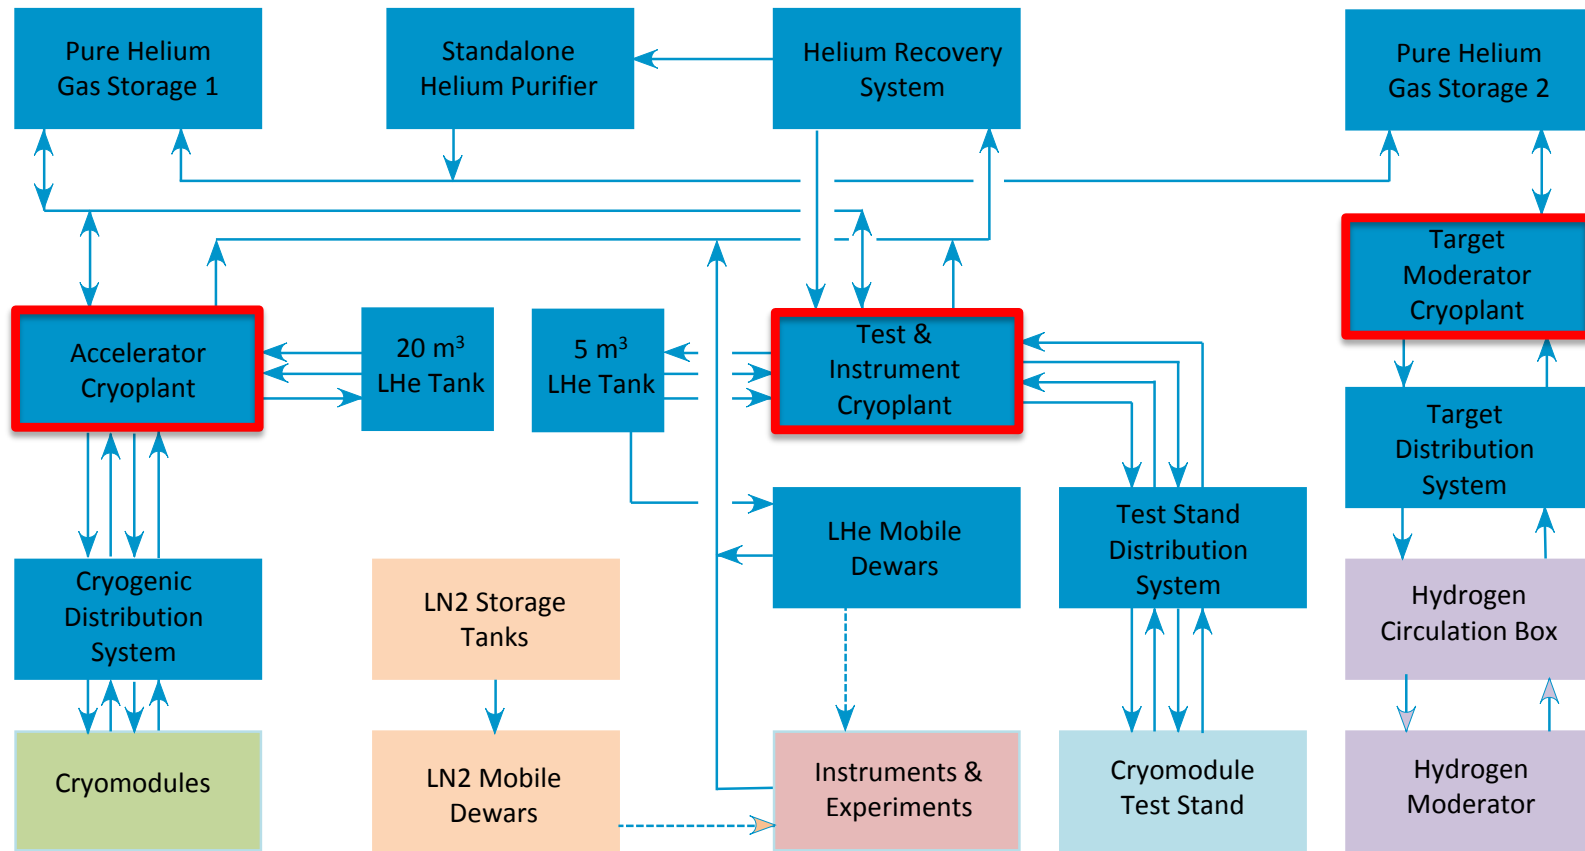 Pure Helium
Gas Storage 1
Standalone
Helium Purifier
Helium Recovery
System
Pure Helium
Gas Storage 2
Target
Moderator
Cryoplant
Accelerator
Cryoplant
20 m³
LHe Tank
5 m³
LHe Tank
Test &
Instrument
Cryoplant
Target
Distribution
System
LHe Mobile
Dewars
Test Stand
Distribution
System
Cryogenic
Distribution
System
LN2 Storage
Tanks
Hydrogen
Circulation Box
Cryomodules
LN2 Mobile
Dewars
Instruments &
Experiments
Cryomodule
Test Stand
Hydrogen
Moderator